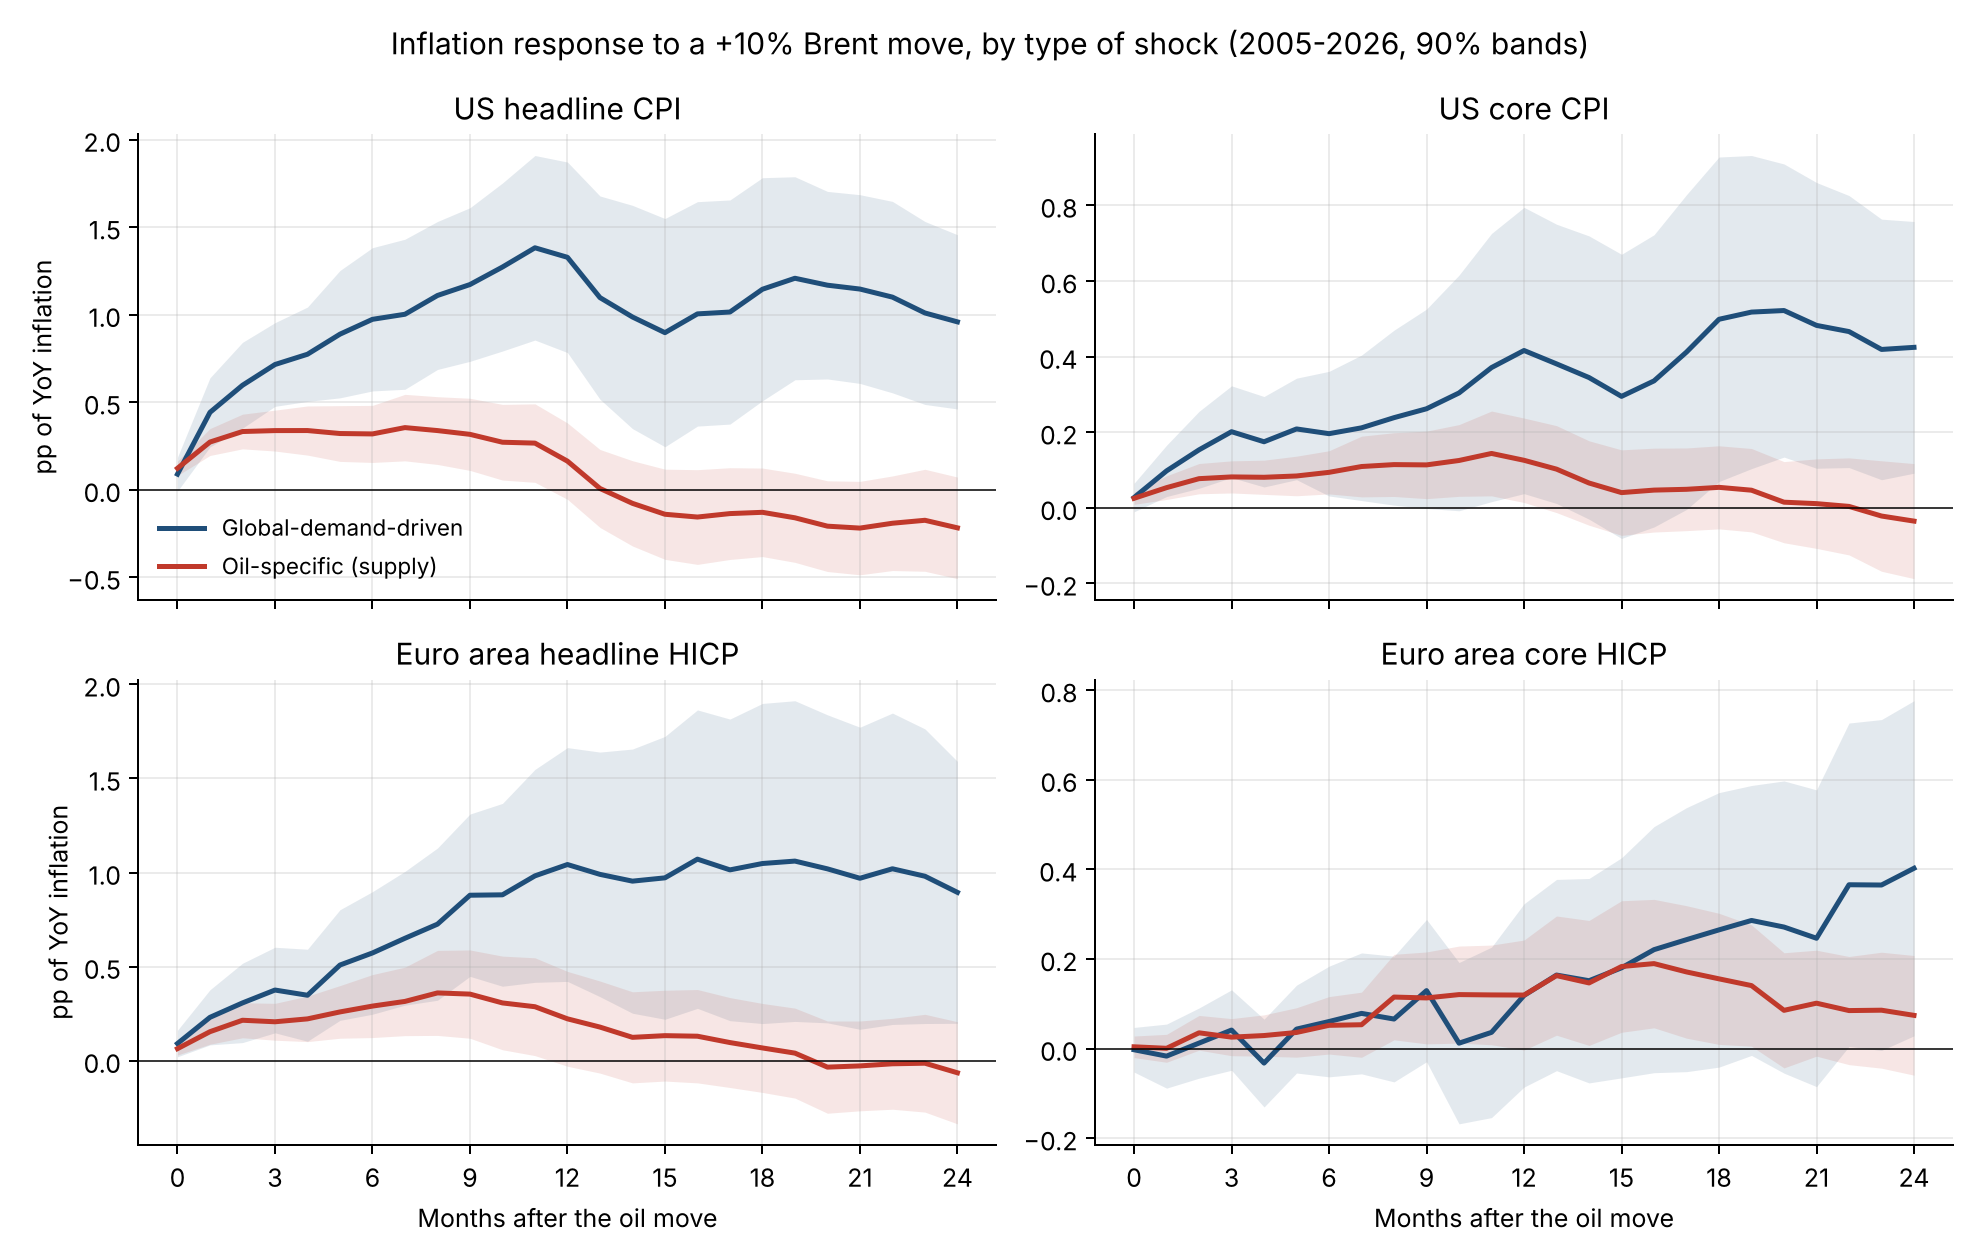 Inflation response to a +10% Brent move, by type of shock (2005-2026, 90% bands)
US headline CPI
2.0
1.5
1.0
0.5
0.0
−0.5
pp of YoY inflation
Global-demand-driven
Oil-specific (supply)
US core CPI
0.8
0.6
0.4
0.2
0.0
−0.2
Euro area headline HICP
2.0
1.5
1.0
0.5
0.0
pp of YoY inflation
0 3 6 9 12 15 18 21 24
Months after the oil move
Euro area core HICP
0.8
0.6
0.4
0.2
0.0
−0.2
0 3 6 9 12 15 18 21 24
Months after the oil move